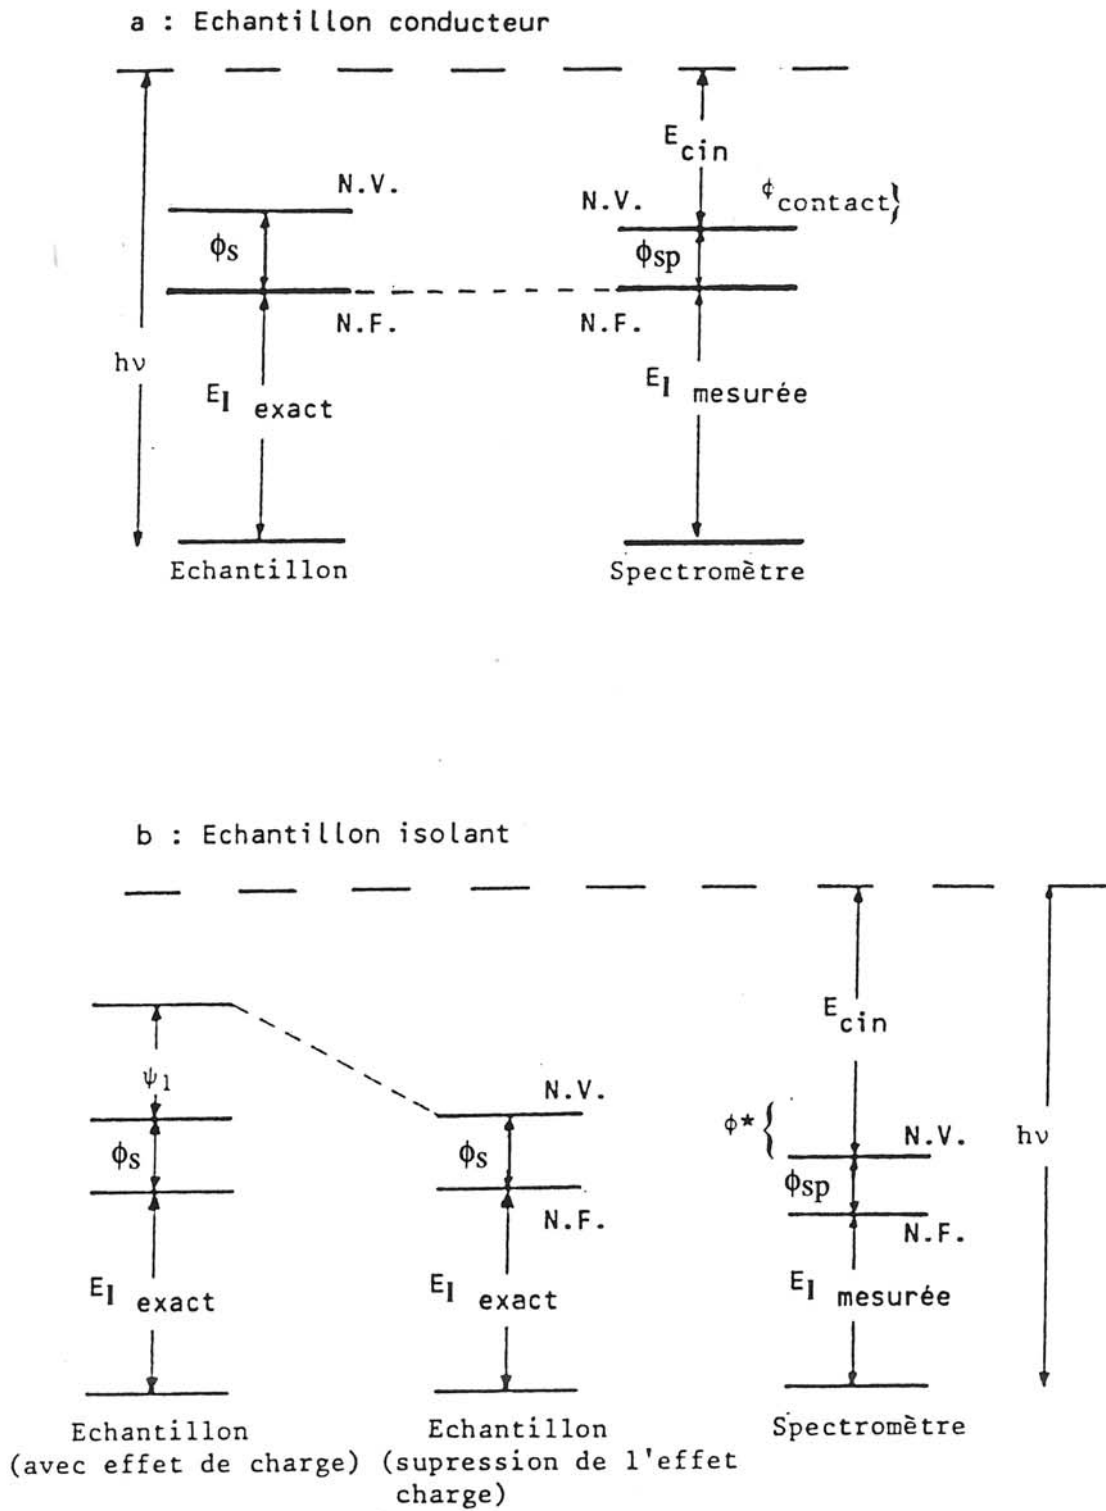 a : Echantillon conducteur
E cin
N.V.
N.V.
¢contact}
ϕs
ϕsp
N.F.
N.F.
hν
EI exact
EI mesurée
Echantillon
Spectromètre
b : Echantillon isolant
E cin
ψ1
N.V.
ϕ* {
N.V.
hν
ϕs
ϕs
ϕsp
N.F.
N.F.
EI exact
EI exact
EI mesurée
Echantillon
(avec effet de charge)
Echantillon
(supression de l'effet
charge)
Spectromètre